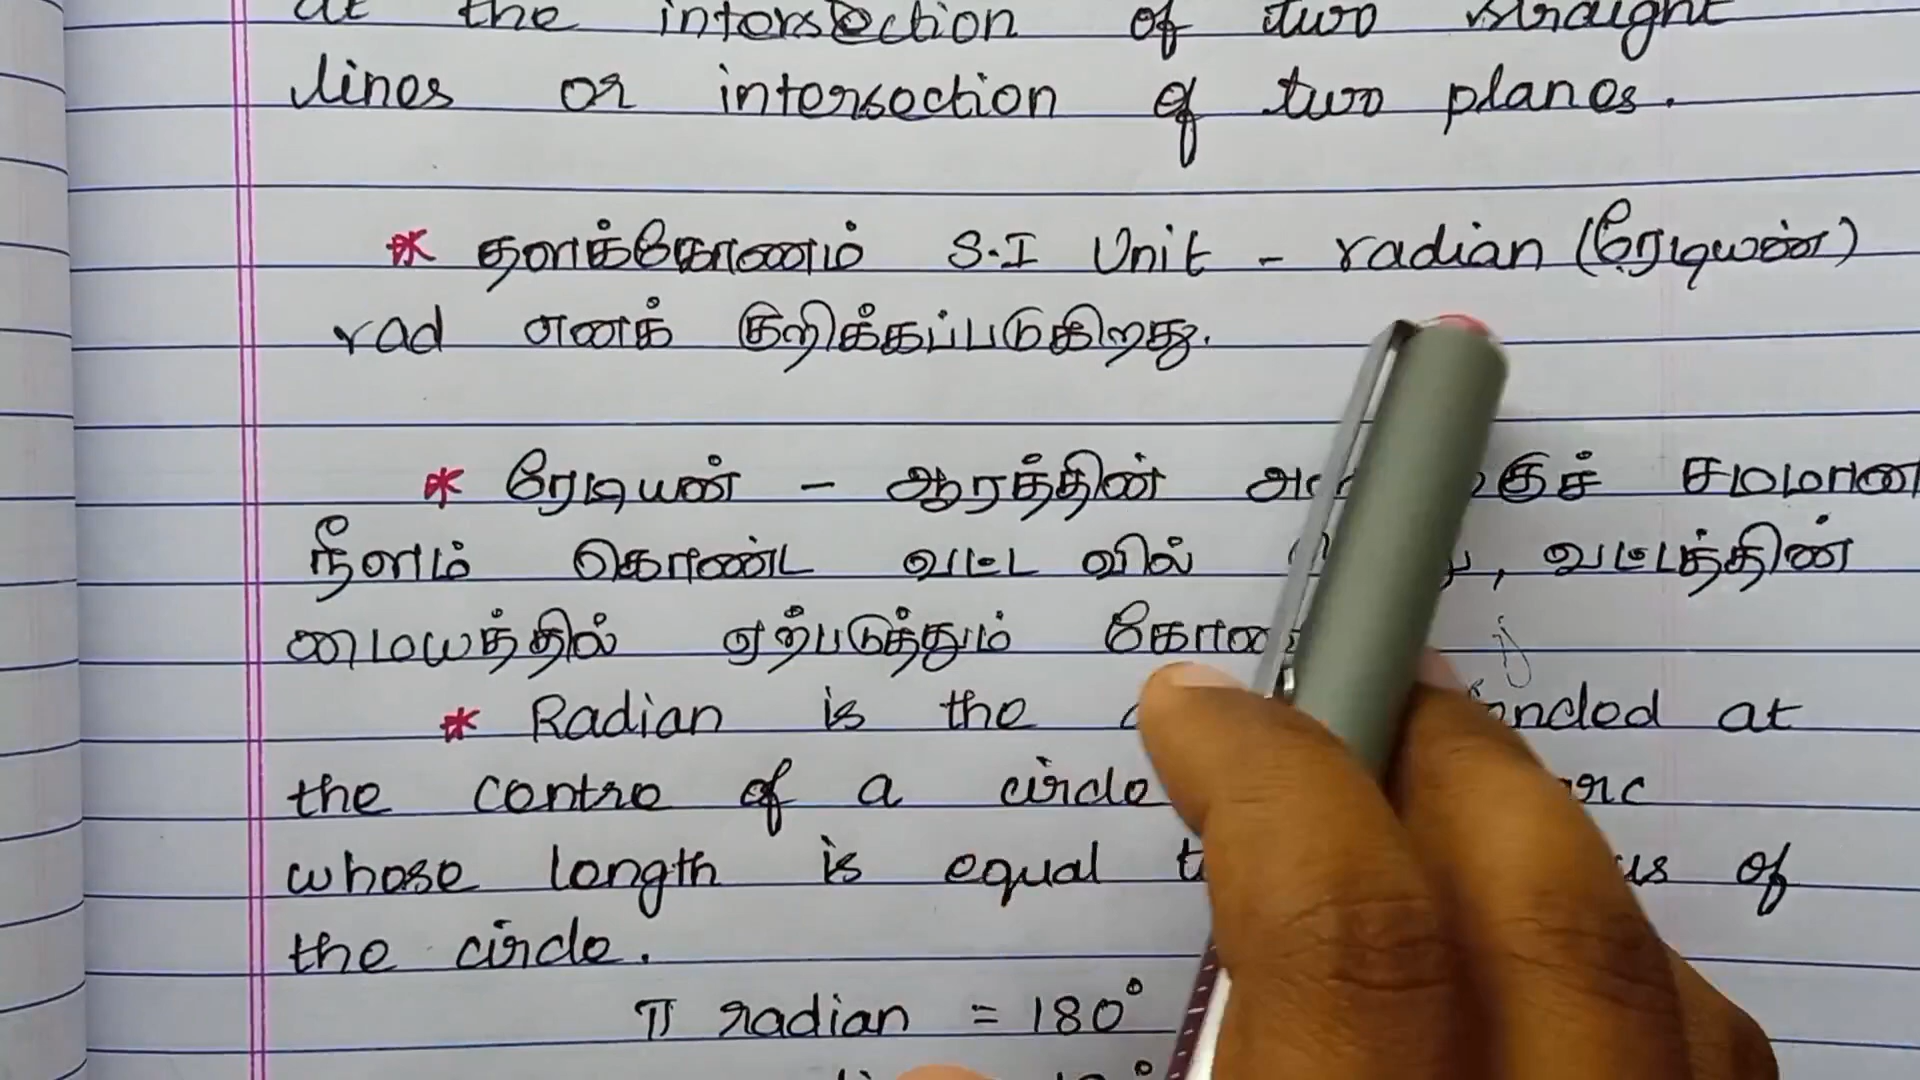 at the intersection of two straight
lines or intersection of two planes.
* தளக்கோணம் S.I Unit - radian (ரேடியன்)
rad எனக் குறிக்கப்படுகிறது.
* ரேடியன் - ஆரத்தின் சமமான
நீளம் கொண்ட வட்ட வில் , வட்டத்தின்
மையத்தில் ஏற்படுத்தும்
* Radian is the at
the centre of a circle arc
whose length is equal of
the circle.
π radian = 180°